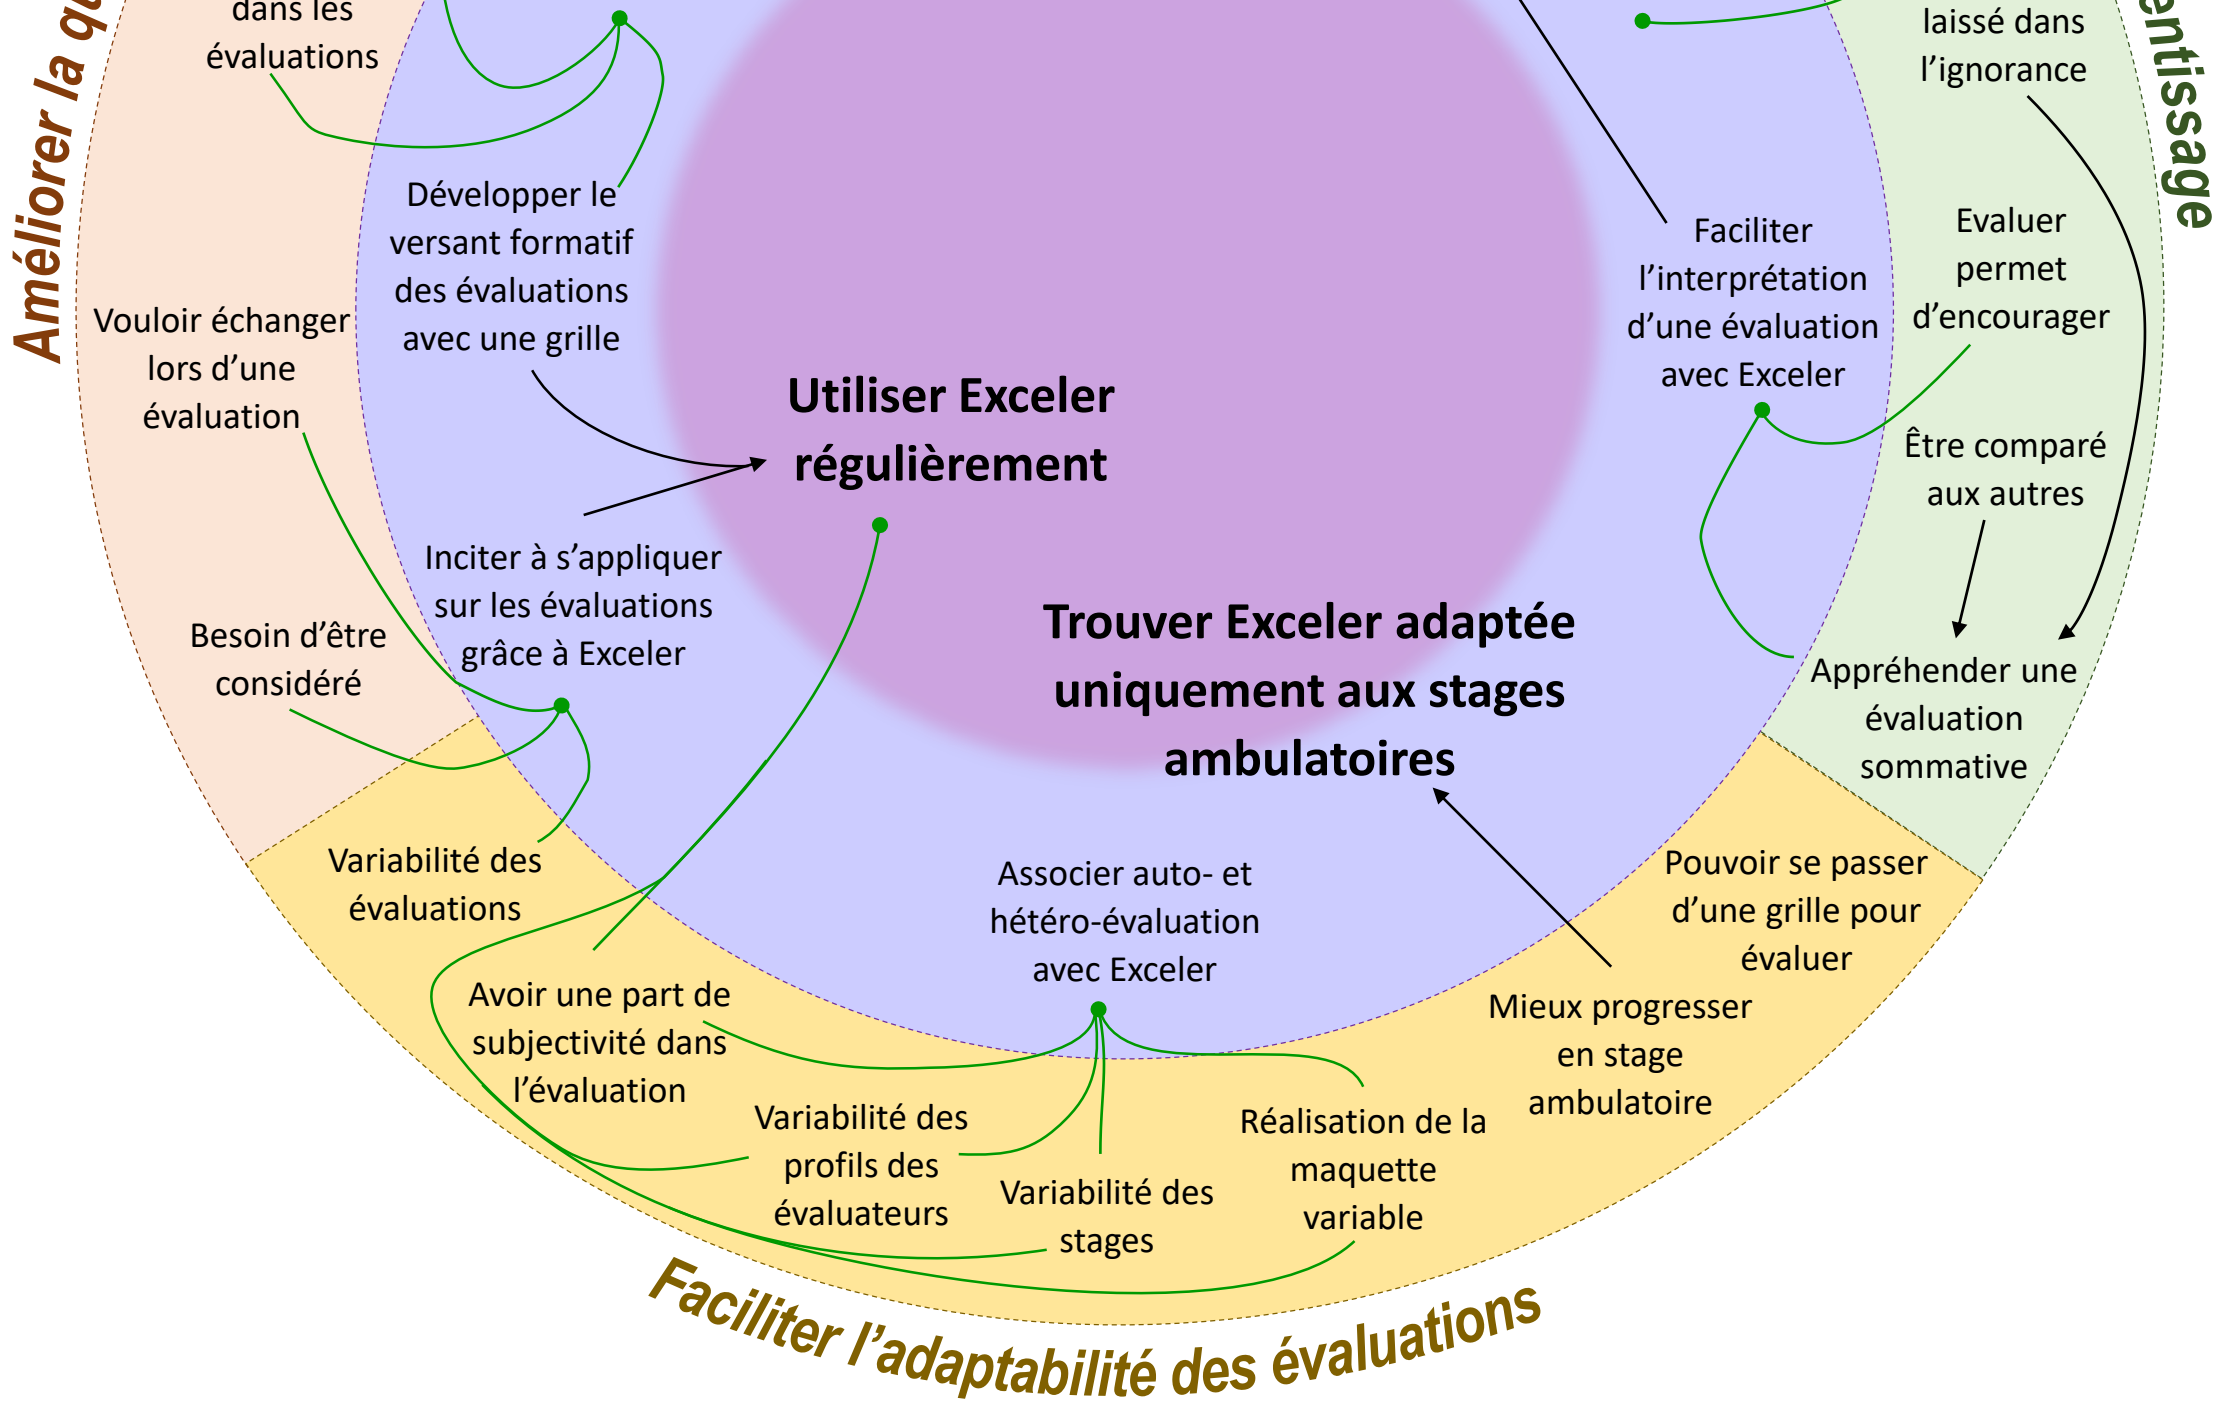 dans les
évaluations
Améliorer la
laissé dans
l’ignorance
Développer le
versant formatif
des évaluations
avec une grille
Faciliter
l’interprétation
d’une évaluation
avec Exceler
Evaluer
permet
d’encourager
Vouloir échanger
lors d’une
évaluation
Utiliser Exceler
régulièrement
Être comparé
aux autres
Inciter à s’appliquer
sur les évaluations
grâce à Exceler
Besoin d’être
considéré
Trouver Exceler adaptée
uniquement aux stages
ambulatoires
Appréhender une
évaluation
sommative
Variabilité des
évaluations
Associer auto- et
hétéro-évaluation
avec Exceler
Pouvoir se passer
d’une grille pour
évaluer
Avoir une part de
subjectivité dans
l’évaluation
Mieux progresser
en stage
ambulatoire
Variabilité des
profils des
évaluateurs
Variabilité des
stages
Réalisation de la
maquette
variable
Faciliter l’adaptabilité des évaluations